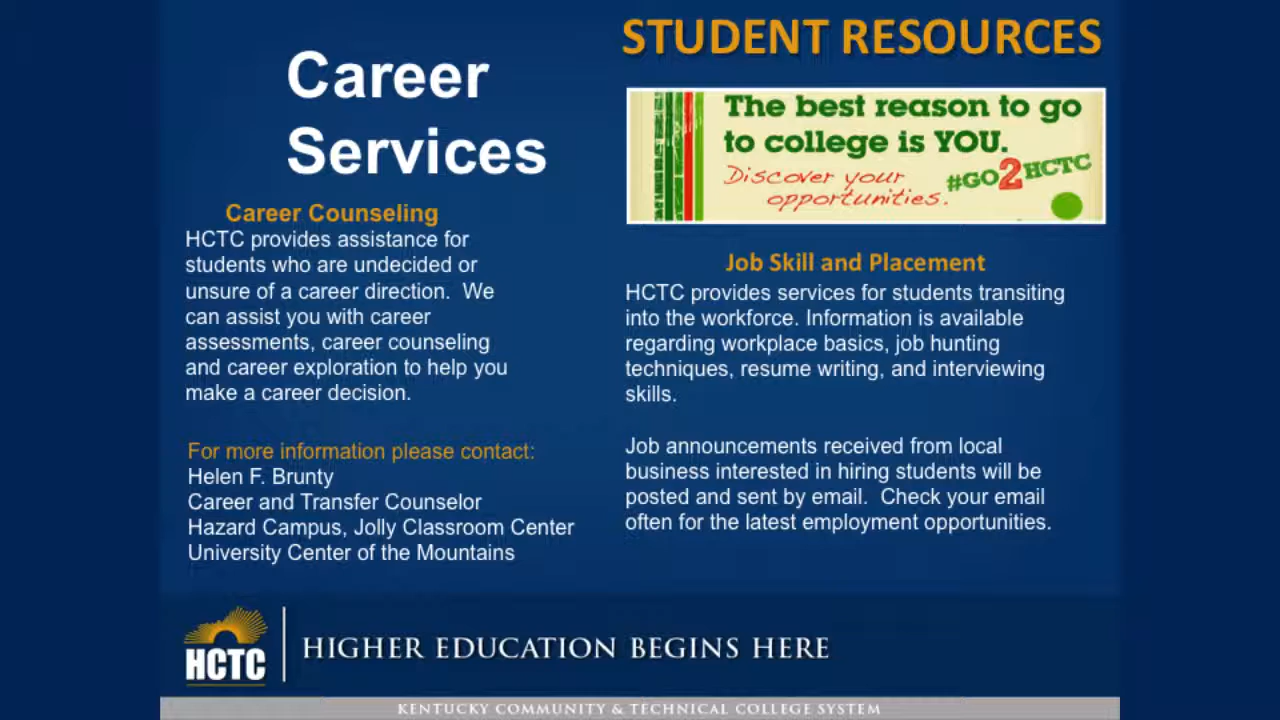 STUDENT RESOURCES
Career
Services
Career Counseling
HCTC provides assistance for
students who are undecided or
unsure of a career direction.  We
can assist you with career
assessments, career counseling
and career exploration to help you
make a career decision.
For more information please contact:
Helen F. Brunty
Career and Transfer Counselor
Hazard Campus, Jolly Classroom Center
University Center of the Mountains
The best reason to go
to college is YOU.
Discover your
opportunities.
#GO2HCTC
Job Skill and Placement
HCTC provides services for students transiting
into the workforce. Information is available
regarding workplace basics, job hunting
techniques, resume writing, and interviewing
skills.
Job announcements received from local
business interested in hiring students will be
posted and sent by email.  Check your email
often for the latest employment opportunities.
HCTC
HIGHER EDUCATION BEGINS HERE
KENTUCKY COMMUNITY & TECHNICAL COLLEGE SYSTEM